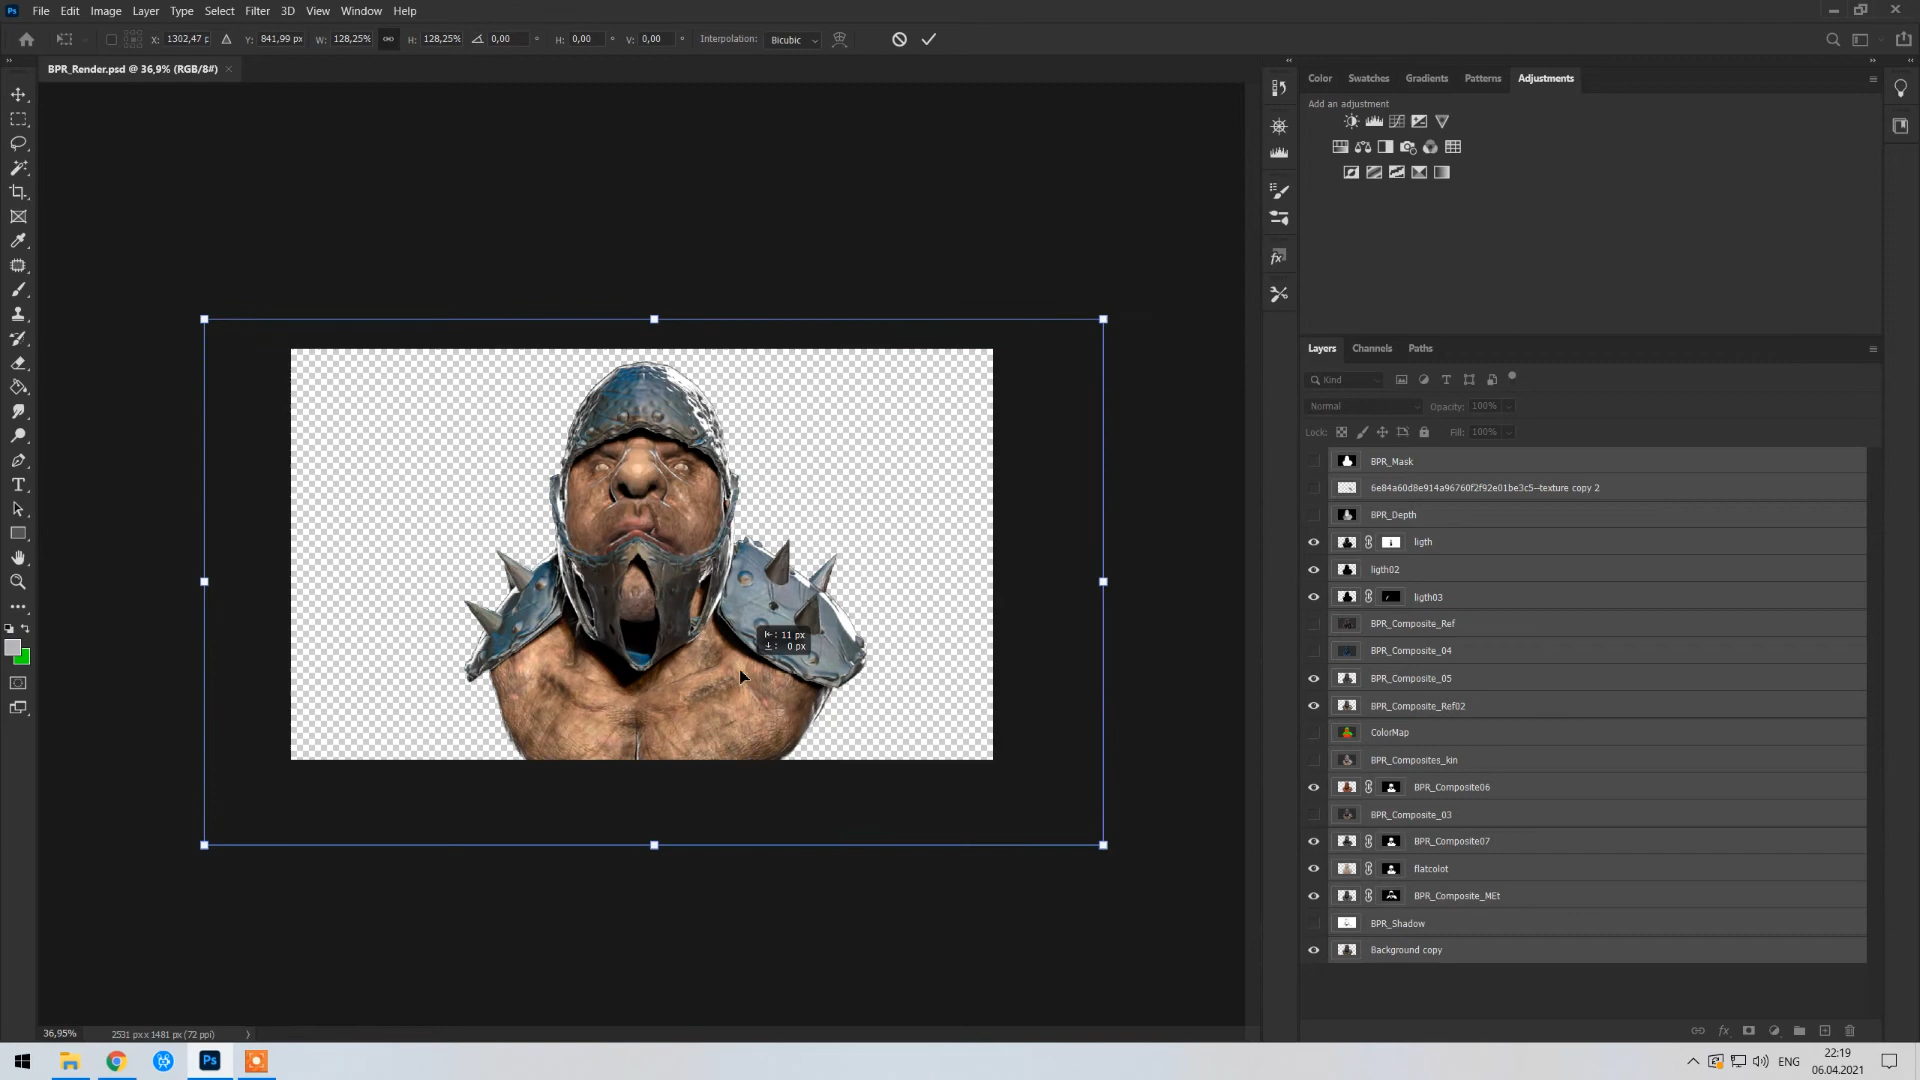 File Edit Image Layer Type Select Filter 3D View Window Help
X: 1302,47 p Y: 841,99 px W: 128,25% H: 128,25% 0,00 ° H: 0,00 ° V: 0,00 ° Interpolation: Bicubic
BPR_Render.psd @ 36,9% (RGB/8#) ×
Color Swatches Gradients Patterns Adjustments
Add an adjustment
Layers Channels Paths
Kind
Normal Opacity: 100%
Lock: Fill: 100%
BPR_Mask
6e84a60d8e914a96760f2f92e01be3c5--texture copy 2
BPR_Depth
ligth
ligth02
ligth03
BPR_Composite_Ref
BPR_Composite_04
BPR_Composite_05
BPR_Composite_Ref02
ColorMap
BPR_Composites_kin
BPR_Composite06
BPR_Composite_03
BPR_Composite07
flatcolot
BPR_Composite_MEt
BPR_Shadow
Background copy
11 px
0 px
36,95% 2531 px x 1481 px (72 ppi)
ENG
22:19
06.04.2021